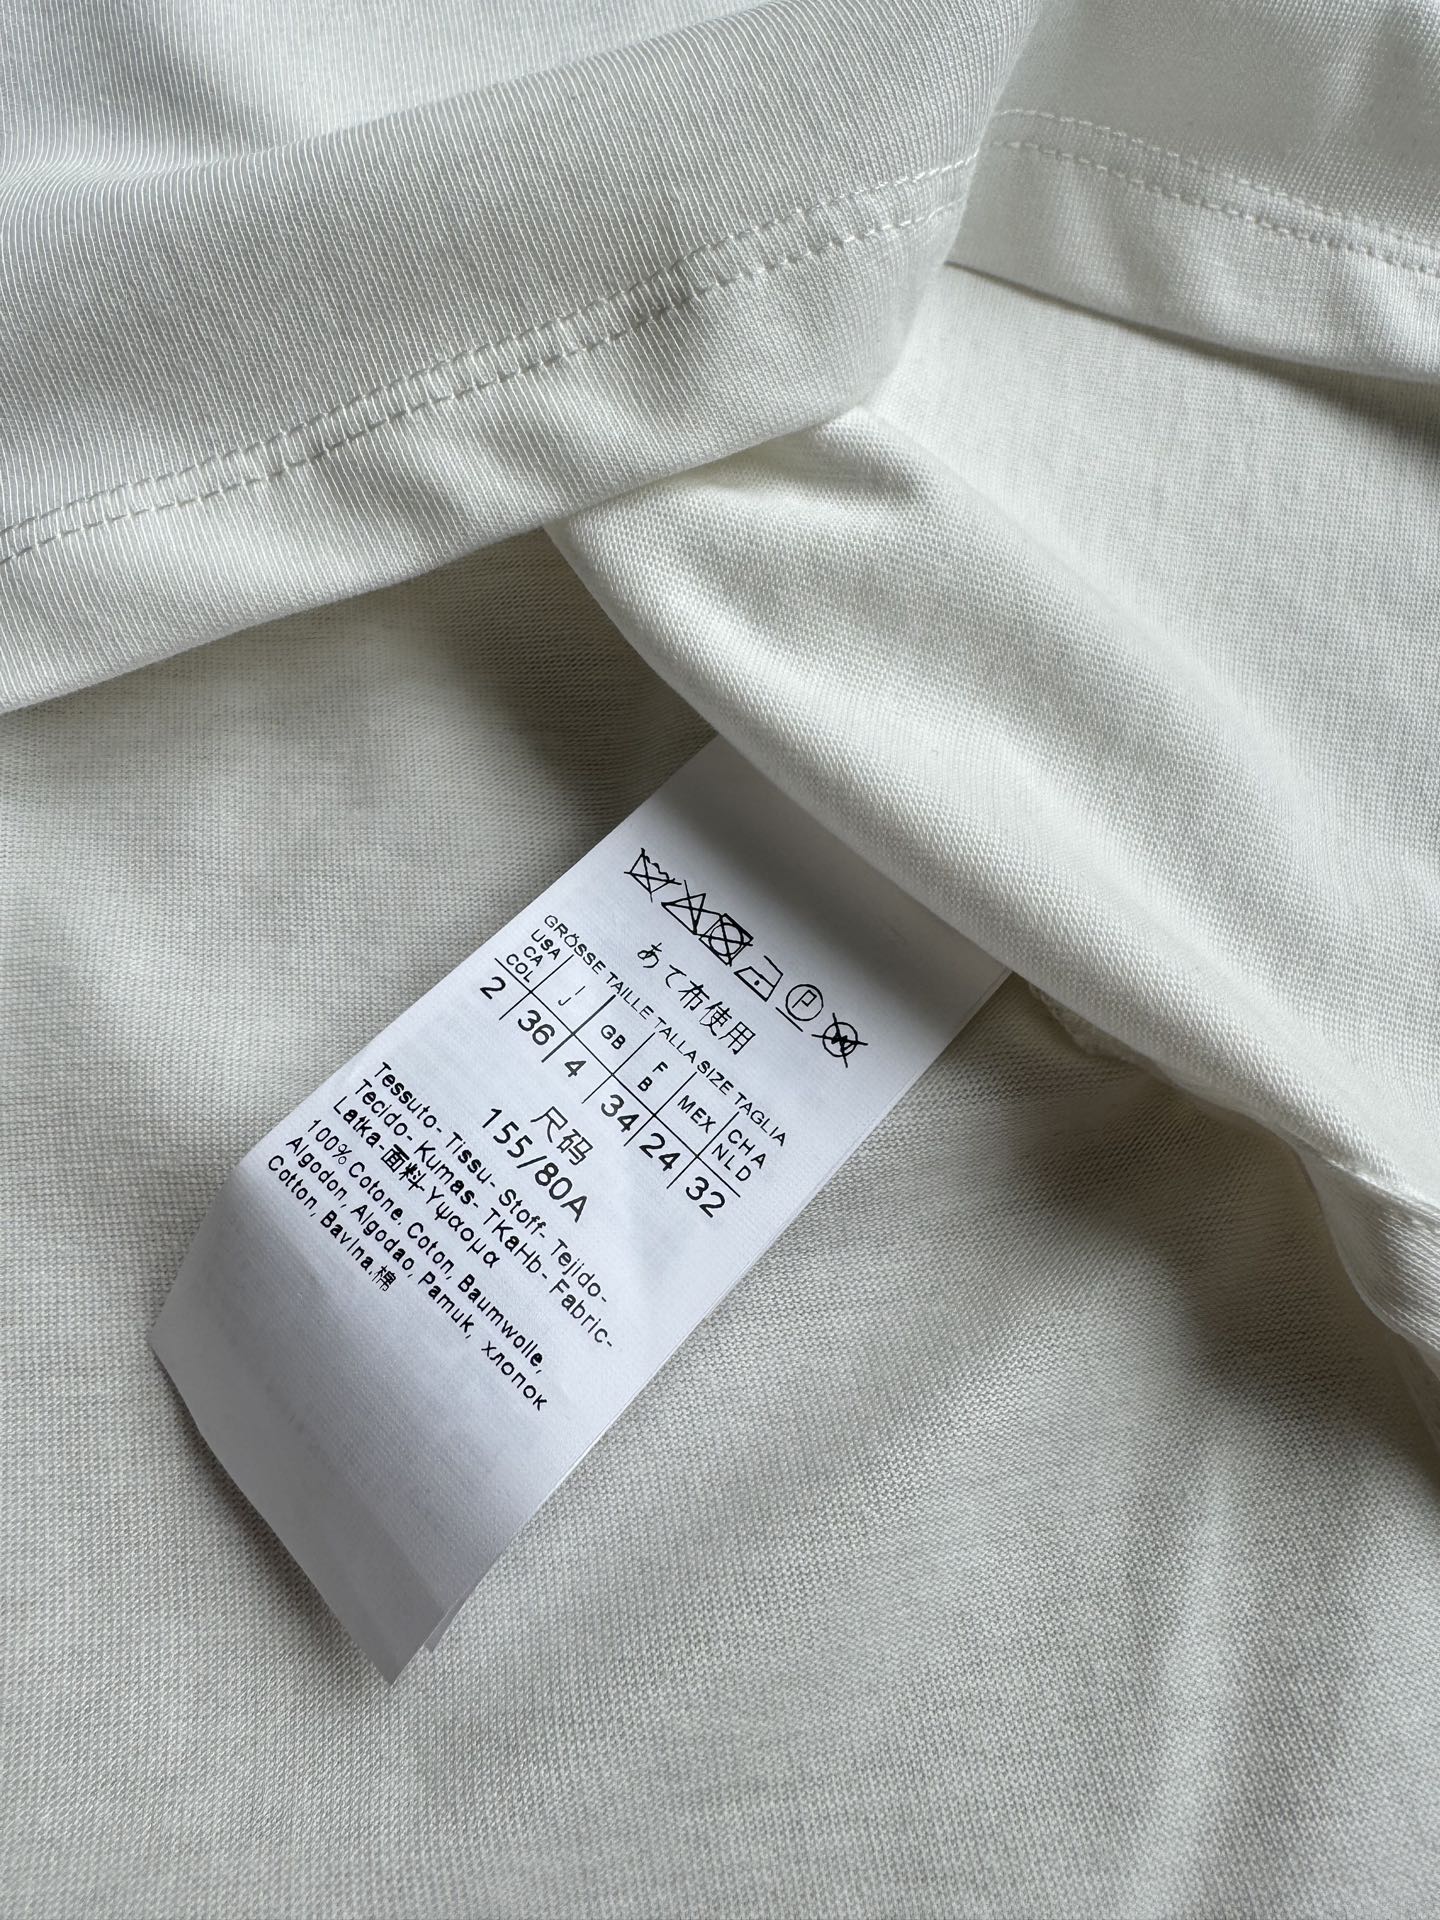 P W
あて布使用
GRÖSSE TAILLE TALLA SIZE TAGLIA
USA CA COL I J GB F B MEX CHA NLD
2 36 4 34 24 32
尺码
155/80A
Tessuto- Tissu- Stoff- Tejido-
Tecido- Kumas- TKaHb- Fabric-
Latka-面料-Υψαoμα
100% Cotone, Coton, Baumwolle,
Algodon, Algodao, Pamuk, хлопок
Cotton, Bavlna,棉